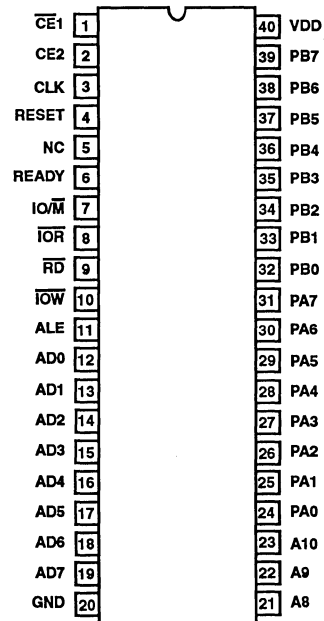 C̅E̅1 1 40 VDD
CE2 2 39 PB7
CLK 3 38 PB6
RESET 4 37 PB5
NC 5 36 PB4
READY 6 35 PB3
IO/M̅ 7 34 PB2
I̅O̅R̅ 8 33 PB1
R̅D̅ 9 32 PB0
I̅O̅W̅ 10 31 PA7
ALE 11 30 PA6
AD0 12 29 PA5
AD1 13 28 PA4
AD2 14 27 PA3
AD3 15 26 PA2
AD4 16 25 PA1
AD5 17 24 PA0
AD6 18 23 A10
AD7 19 22 A9
GND 20 21 A8